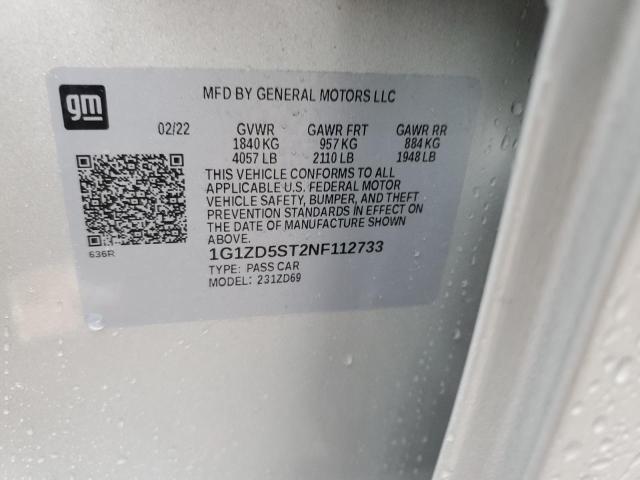 gm
MFD BY GENERAL MOTORS LLC
02/22 GVWR GAWR FRT GAWR RR
1840 KG 957 KG 884 KG
4057 LB 2110 LB 1948 LB
THIS VEHICLE CONFORMS TO ALL
APPLICABLE U.S. FEDERAL MOTOR
VEHICLE SAFETY, BUMPER, AND THEFT
PREVENTION STANDARDS IN EFFECT ON
THE DATE OF MANUFACTURE SHOWN
ABOVE.
636R
1G1ZD5ST2NF112733
TYPE: PASS CAR
MODEL: 231ZD69